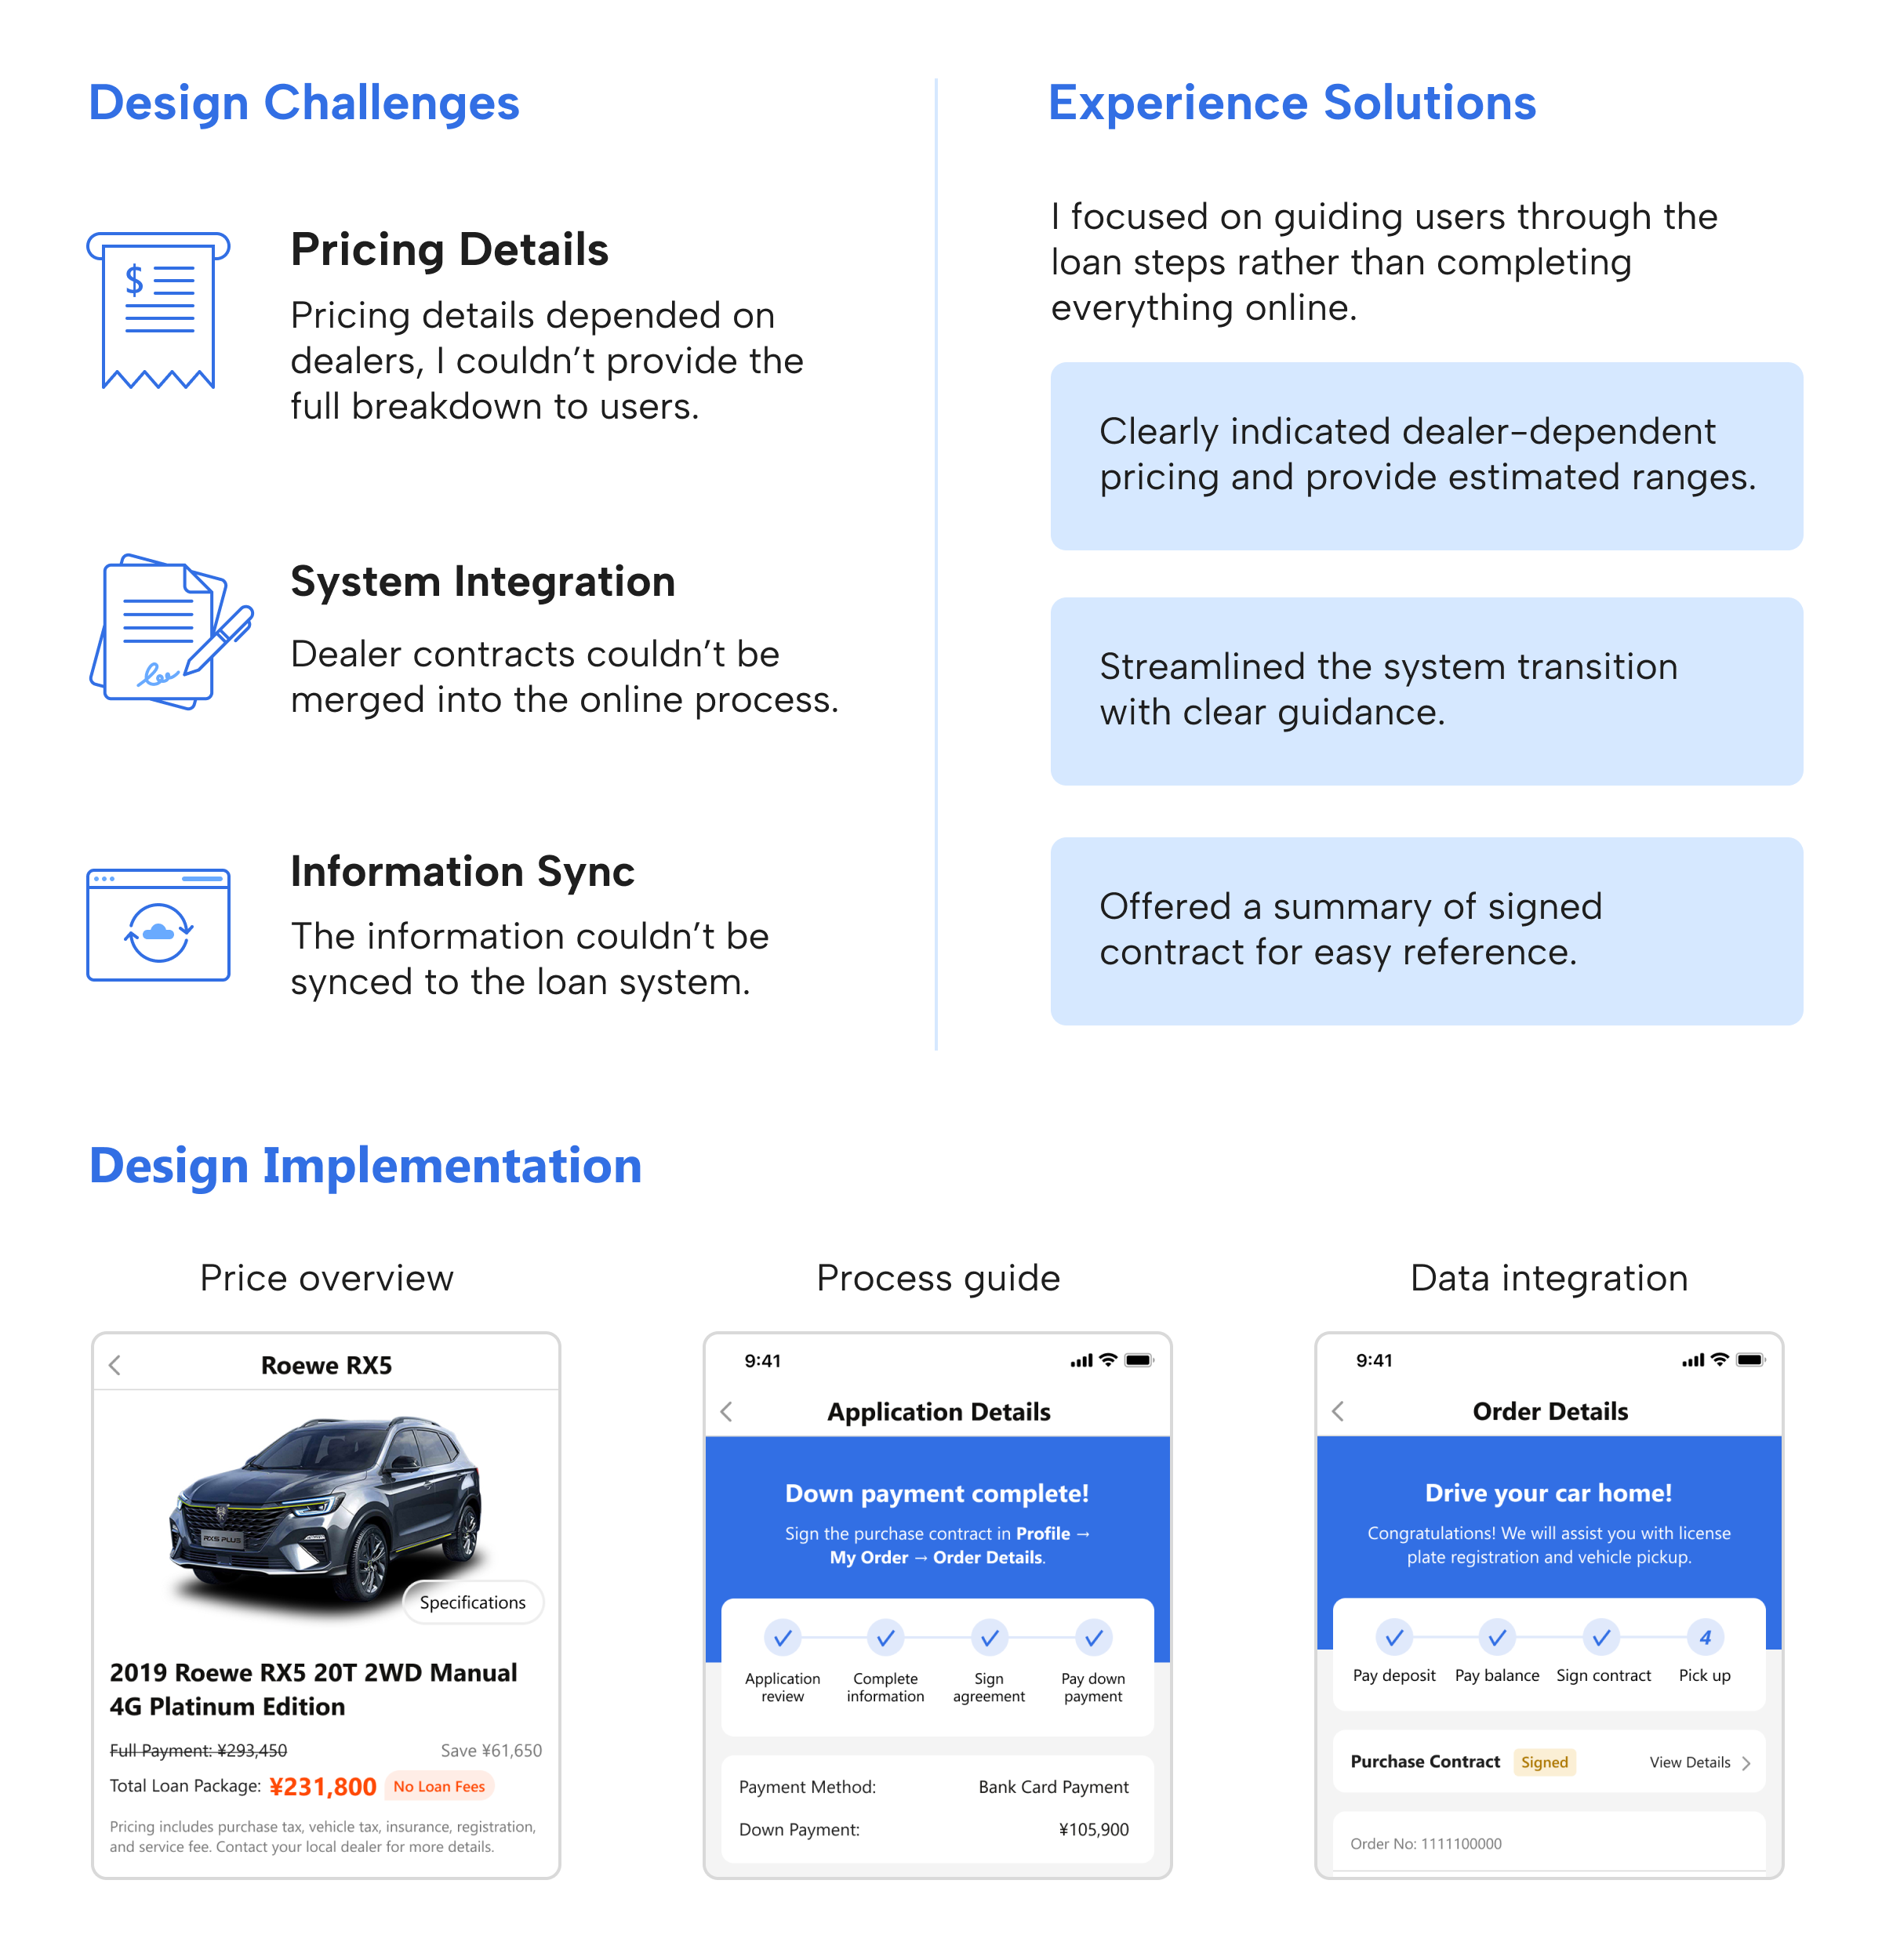 Design Challenges
Pricing Details
Pricing details depended on
dealers, I couldn’t provide the
full breakdown to users.
System Integration
Dealer contracts couldn’t be
merged into the online process.
Information Sync
The information couldn’t be
synced to the loan system.
Experience Solutions
I focused on guiding users through the
loan steps rather than completing
everything online.
Clearly indicated dealer-dependent
pricing and provide estimated ranges.
Streamlined the system transition
with clear guidance.
Offered a summary of signed
contract for easy reference.
Design Implementation
Price overview
Roewe RX5
RX5 PLUS
Specifications
2019 Roewe RX5 20T 2WD Manual
4G Platinum Edition
Full Payment: ¥293,450 Save ¥61,650
Total Loan Package: ¥231,800 No Loan Fees
Pricing includes purchase tax, vehicle tax, insurance, registration,
and service fee. Contact your local dealer for more details.
Process guide
9:41
Application Details
Down payment complete!
Sign the purchase contract in Profile →
My Order → Order Details.
Application review
Complete information
Sign agreement
Pay down payment
Payment Method: Bank Card Payment
Down Payment: ¥105,900
Data integration
9:41
Order Details
Drive your car home!
Congratulations! We will assist you with license
plate registration and vehicle pickup.
4
Pay deposit Pay balance Sign contract Pick up
Purchase Contract Signed View Details
Order No: 1111100000